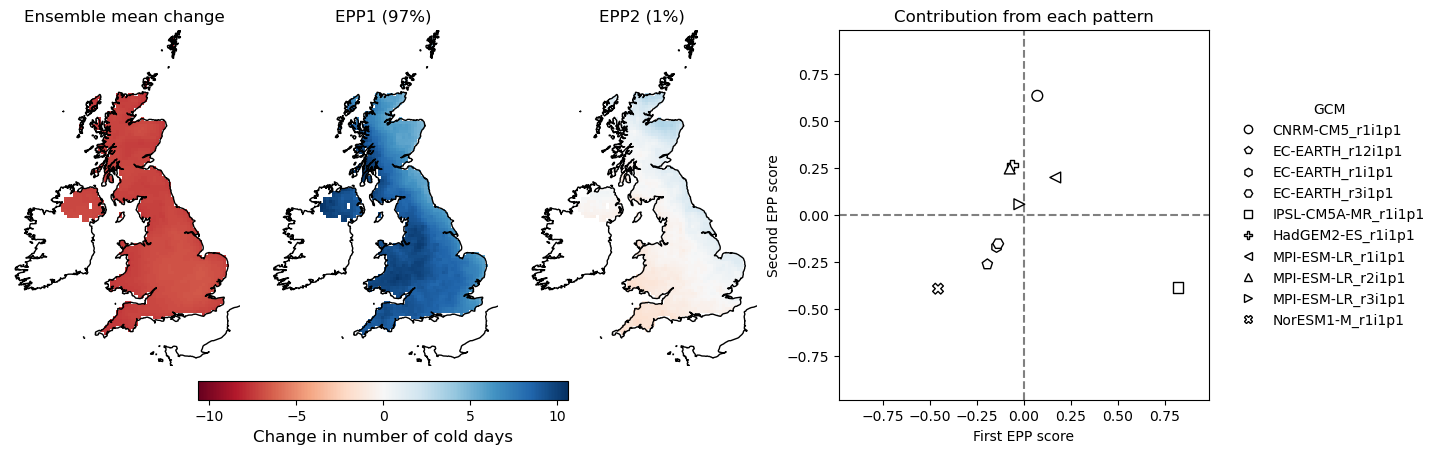 Ensemble mean change
EPP1 (97%)
EPP2 (1%)
−10
−5
0
5
10
Change in number of cold days
Contribution from each pattern
Second EPP score
0.75
0.50
0.25
0.00
−0.25
−0.50
−0.75
−0.75
−0.50
−0.25
0.00
0.25
0.50
0.75
First EPP score
GCM
CNRM-CM5_r1i1p1
EC-EARTH_r12i1p1
EC-EARTH_r1i1p1
EC-EARTH_r3i1p1
IPSL-CM5A-MR_r1i1p1
HadGEM2-ES_r1i1p1
MPI-ESM-LR_r1i1p1
MPI-ESM-LR_r2i1p1
MPI-ESM-LR_r3i1p1
NorESM1-M_r1i1p1